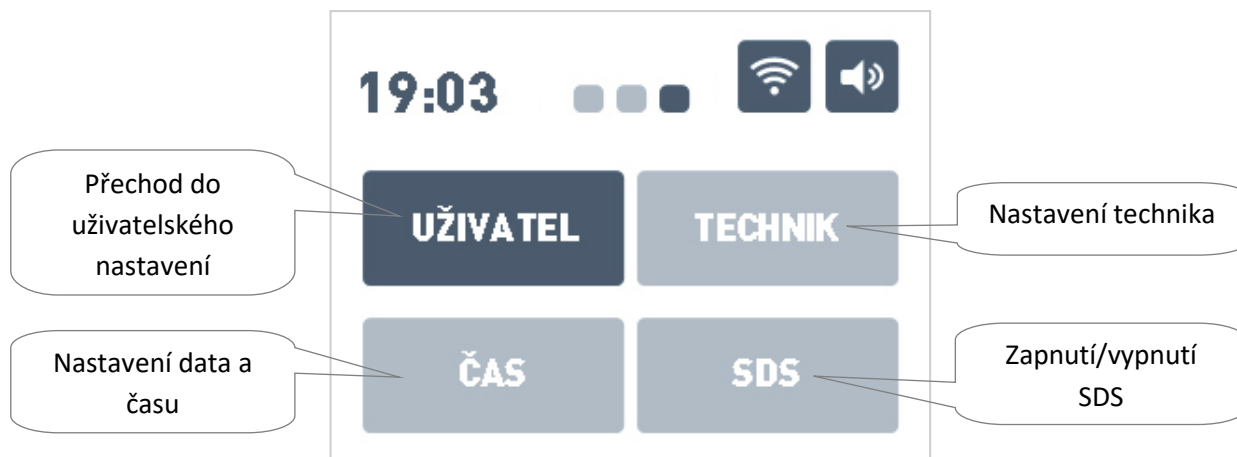 19:03
Přechod do
uživatelského
nastavení
UŽIVATEL
TECHNIK
Nastavení technika
Nastavení data a
času
ČAS
SDS
Zapnutí/vypnutí
SDS